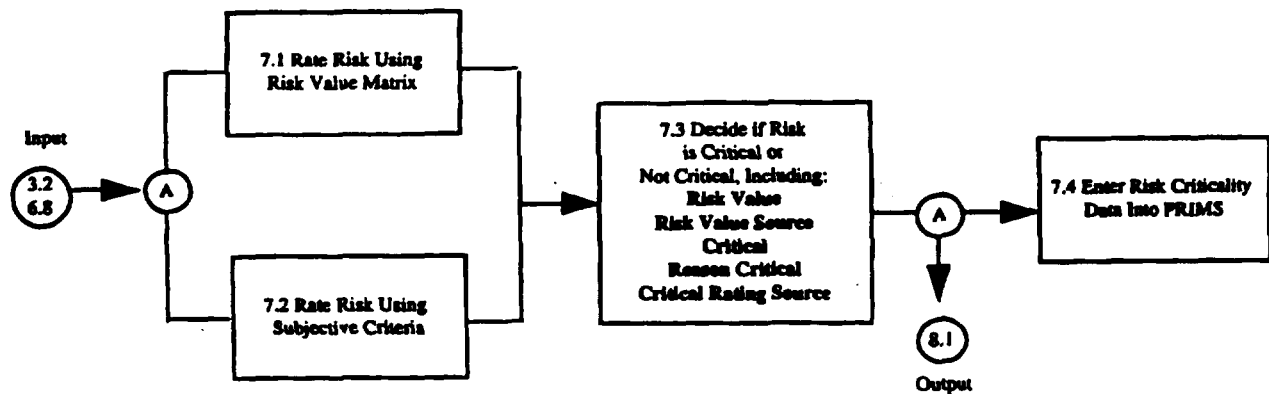 Input
3.2
6.8
A
7.1 Rate Risk Using
Risk Value Matrix
7.2 Rate Risk Using
Subjective Criteria
7.3 Decide if Risk
is Critical or
Not Critical, Including:
Risk Value
Risk Value Source
Critical
Reason Critical
Critical Rating Source
A
7.4 Enter Risk Criticality
Data Into PRIMS
8.1
Output